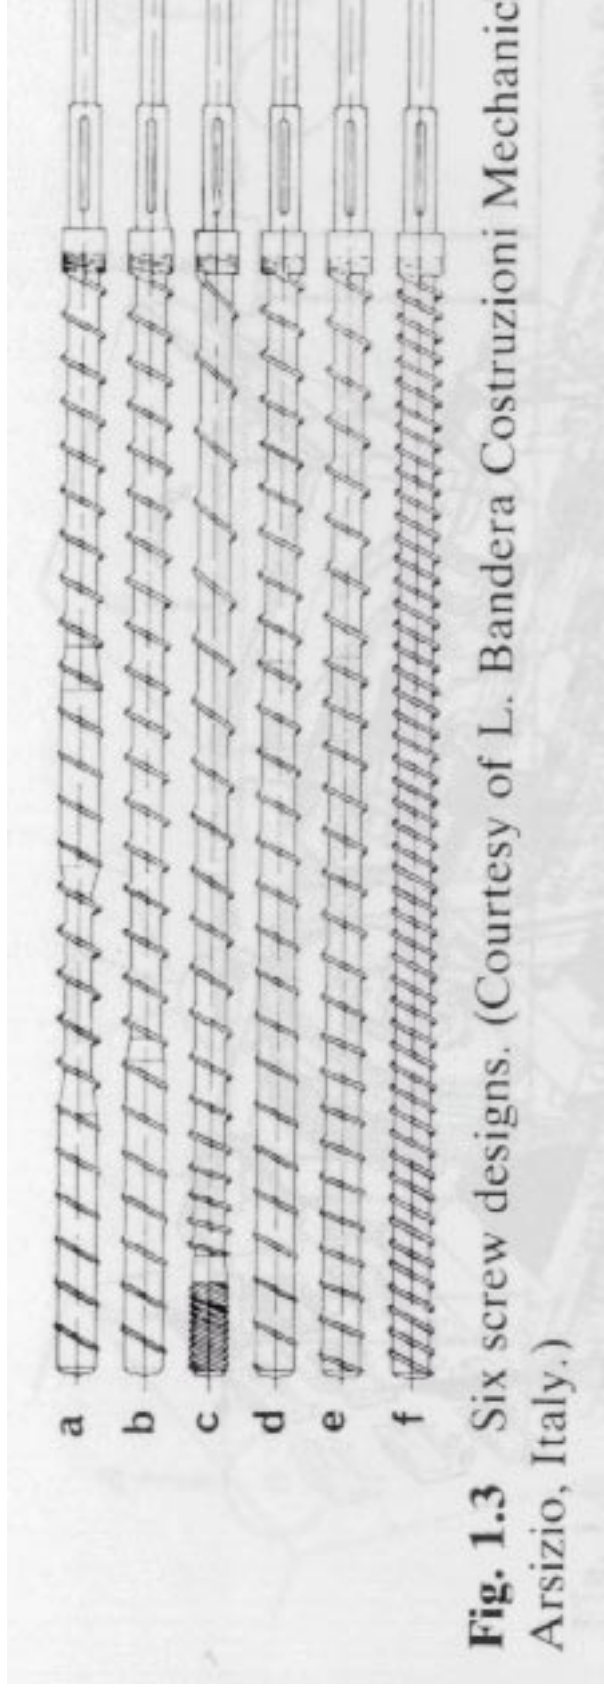 a
b
c
d
e
f
Fig. 1.3 Six screw designs. (Courtesy of L. Bandera Costruzioni Mechanic
Arsizio, Italy.)